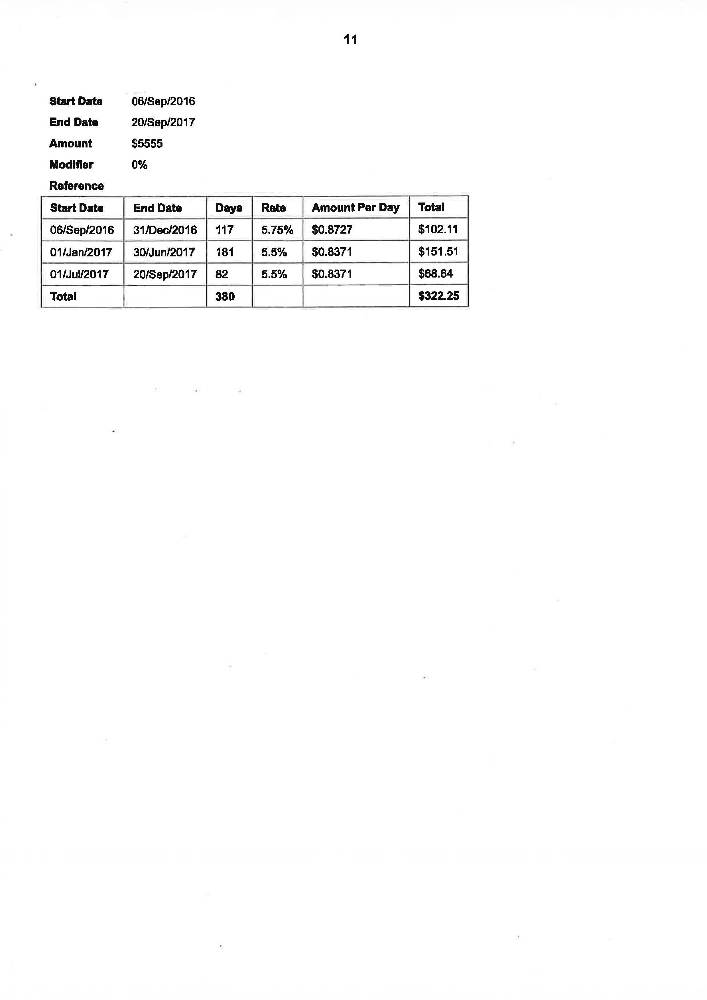 11
Start Date 06/Sep/2016
End Date 20/Sep/2017
Amount $5555
Modifier 0%
Reference
Start Date End Date Days Rate Amount Per Day Total
06/Sep/2016 31/Dec/2016 117 5.75% $0.8727 $102.11
01/Jan/2017 30/Jun/2017 181 5.5% $0.8371 $151.51
01/Jul/2017 20/Sep/2017 82 5.5% $0.8371 $68.64
Total 380 $322.25